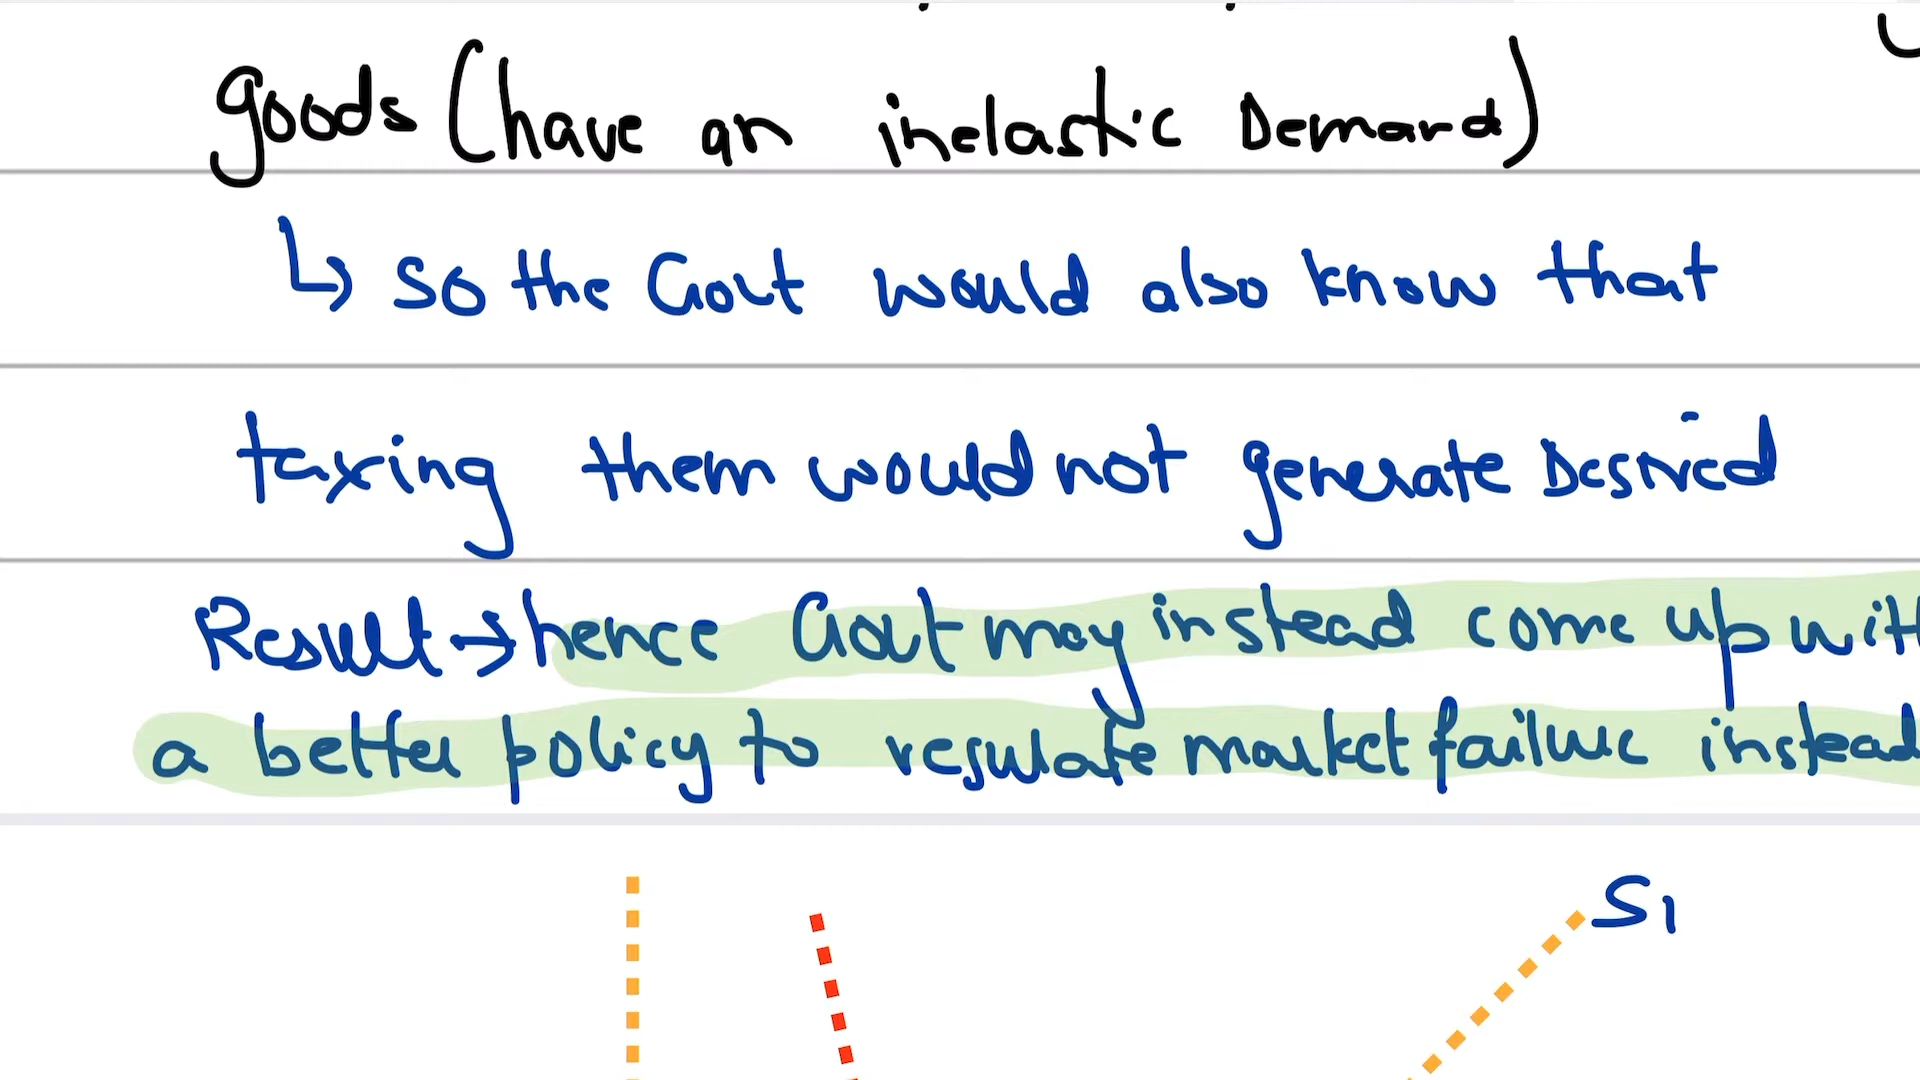 goods (have an inelastic Demand)
↳ so the Govt would also know that
taxing them would not generate Desired
Result → hence Govt may instead come up with
a better policy to regulate market failure instead
S1